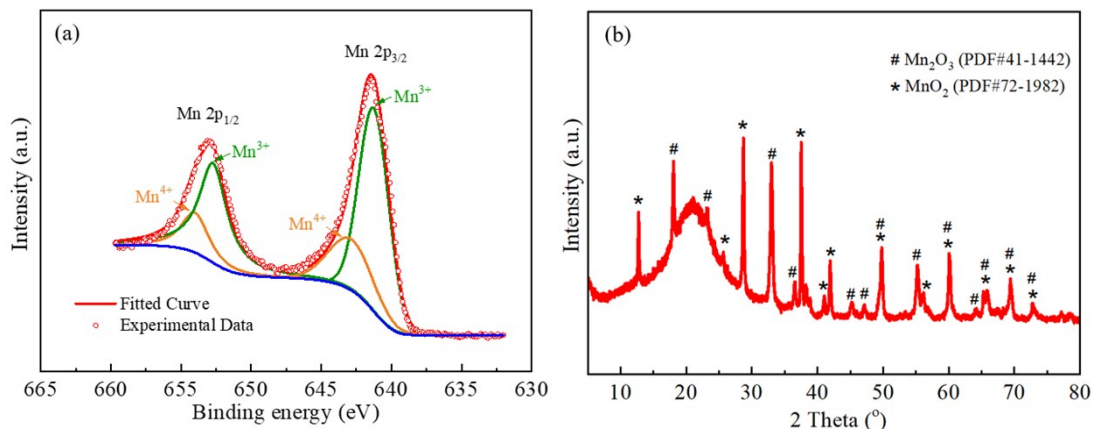 (a)
Mn 2p3/2
Mn3+
Mn 2p1/2
Mn3+
Mn4+
Mn4+
Fitted Curve
Experimental Data
Intensity (a.u.)
665 660 655 650 645 640 635 630
Binding energy (eV)
(b)
# Mn2O3 (PDF#41-1442)
* MnO2 (PDF#72-1982)
* # # * * # # * * * # # # * # * # * # # * # * #
Intensity (a.u.)
10 20 30 40 50 60 70 80
2 Theta (o)